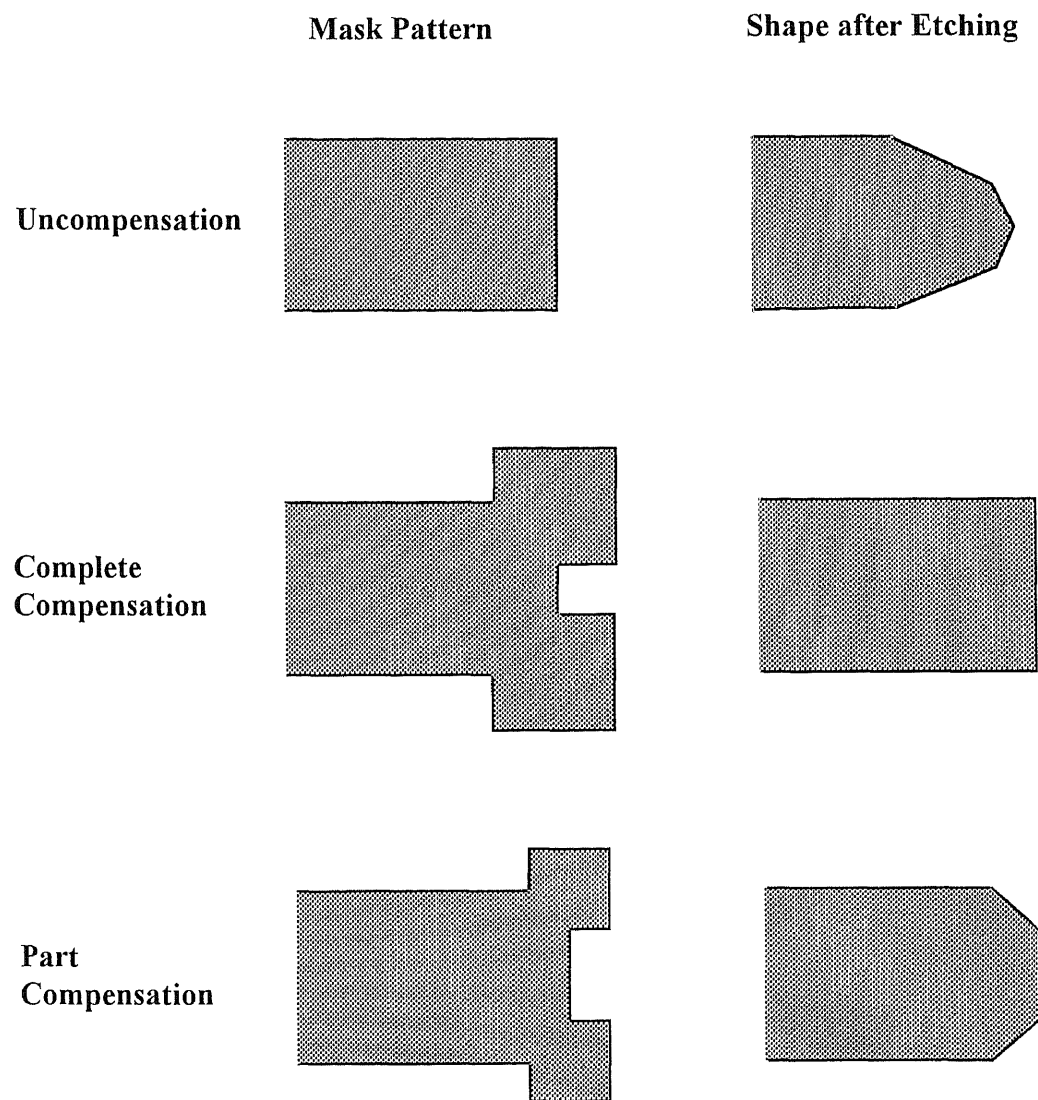 Mask Pattern
Shape after Etching
Uncompensation
Complete
Compensation
Part
Compensation